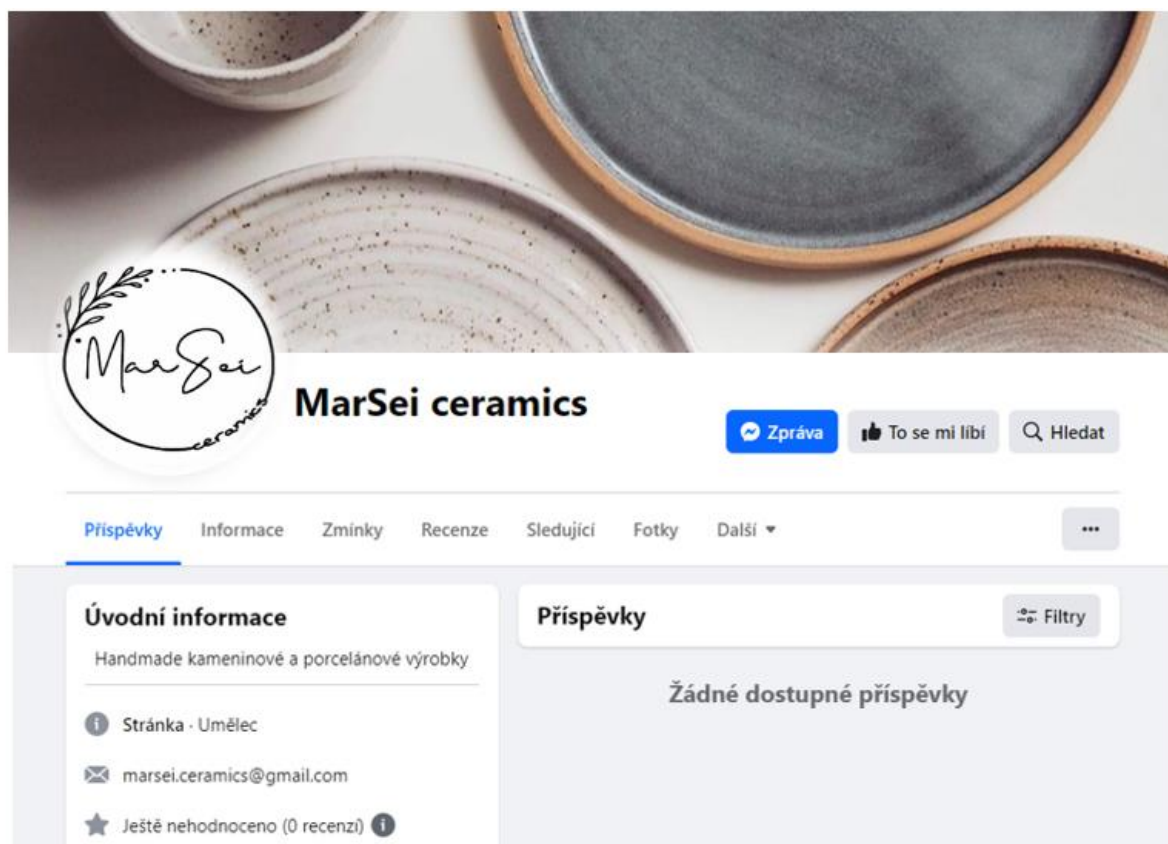 MarSei
ceramics
MarSei ceramics
Zpráva
To se mi líbí
Hledat
Příspěvky Informace Zmínky Recenze Sledující Fotky Další
Úvodní informace
Handmade kameninové a porcelánové výrobky
Stránka · Umělec
marsei.ceramics@gmail.com
Ještě nehodnoceno (0 recenzí)
Příspěvky
Filtry
Žádné dostupné příspěvky